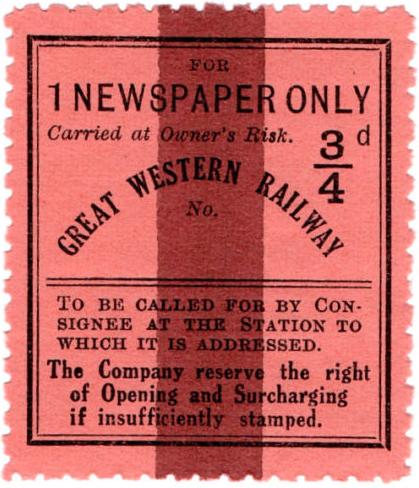 FOR
1 NEWSPAPER ONLY
Carried at Owner's Risk.
3/4 d
GREAT WESTERN RAILWAY
No.
TO BE CALLED FOR BY CON-
SIGNEE AT THE STATION TO
WHICH IT IS ADDRESSED.
The Company reserve the right
of Opening and Surcharging
if insufficiently stamped.